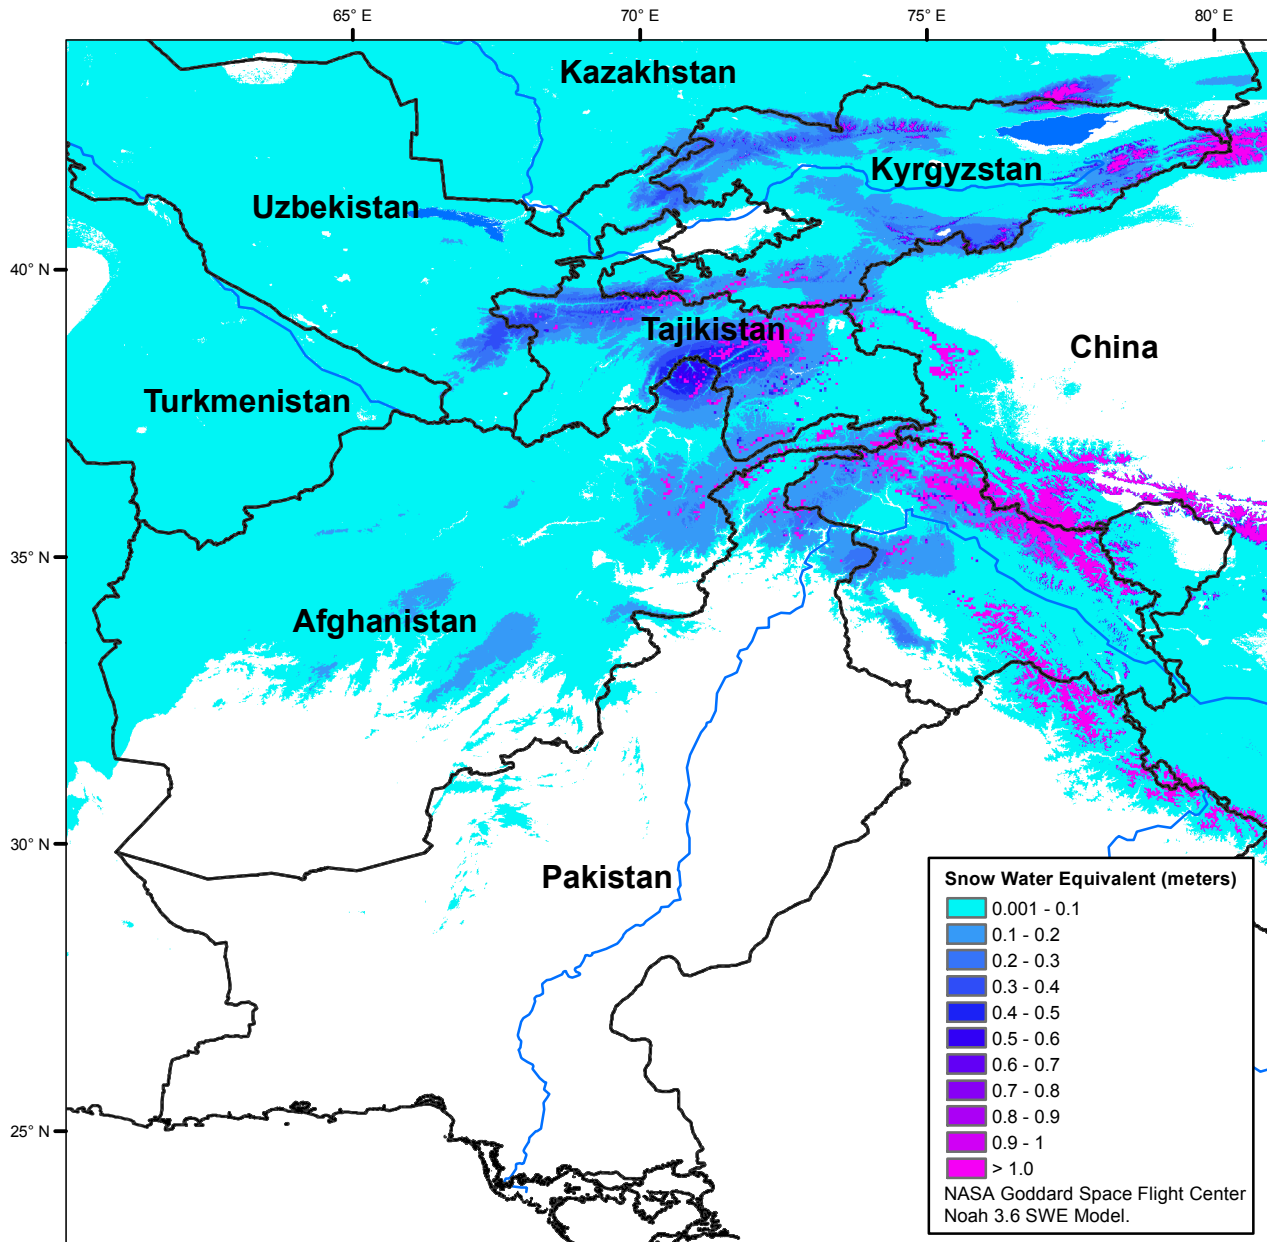 65° E
70° E
75° E
80° E
Kazakhstan
Kyrgyzstan
Uzbekistan
40° N
Tajikistan
China
Turkmenistan
35° N
Afghanistan
30° N
Pakistan
25° N
Snow Water Equivalent (meters)
0.001 - 0.1
0.1 - 0.2
0.2 - 0.3
0.3 - 0.4
0.4 - 0.5
0.5 - 0.6
0.6 - 0.7
0.7 - 0.8
0.8 - 0.9
0.9 - 1
> 1.0
NASA Goddard Space Flight Center
Noah 3.6 SWE Model.